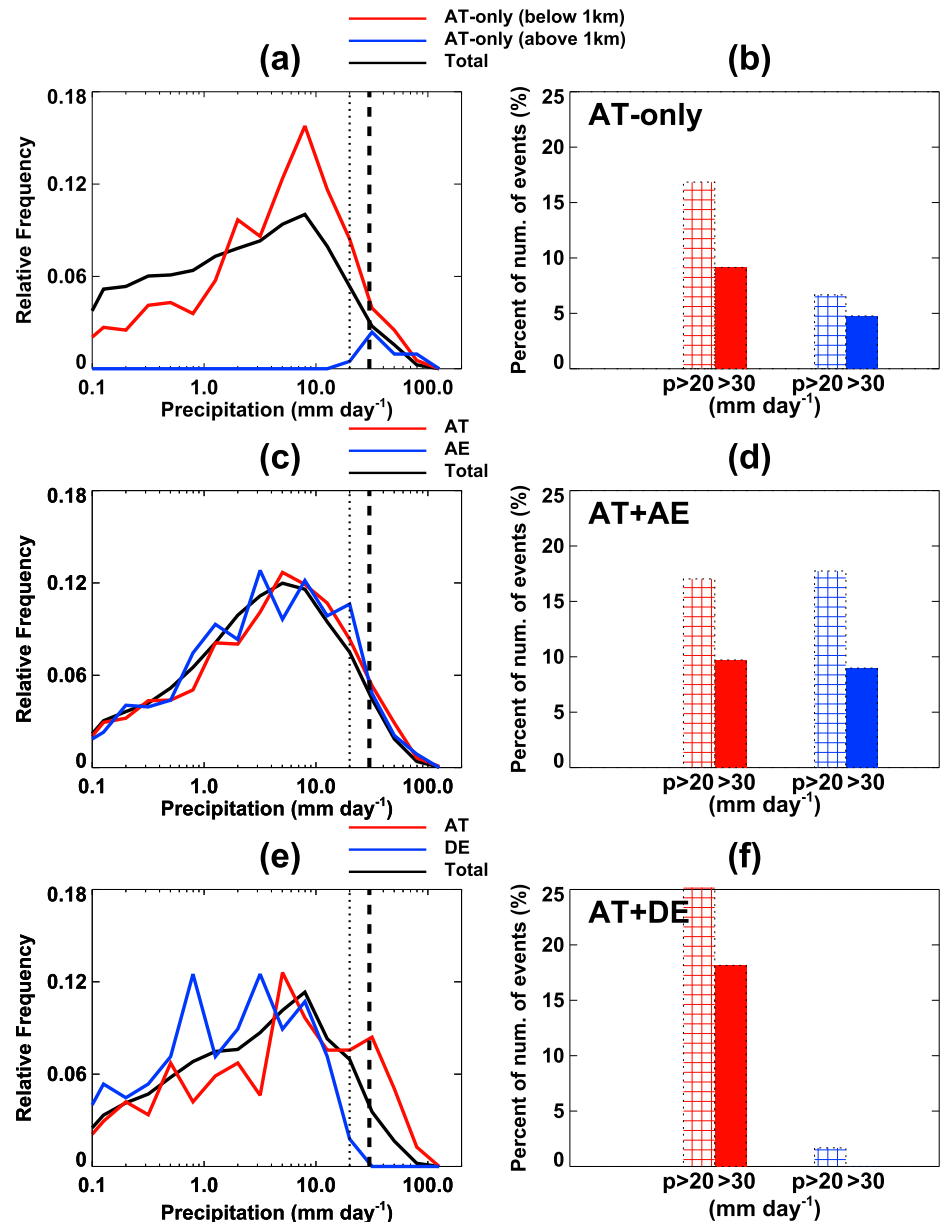 AT-only (below 1km)
AT-only (above 1km)
Total
(a)
0.18
0.12
0.06
0
Relative Frequency
0.1 1.0 10.0 100.0
Precipitation (mm day-1)
(b)
AT-only
25
20
15
10
5
0
Percent of num. of events (%)
p>20 >30 p>20 >30
(mm day-1)
AT
AE
Total
(c)
0.18
0.12
0.06
0
Relative Frequency
0.1 1.0 10.0 100.0
Precipitation (mm day-1)
(d)
AT+AE
25
20
15
10
5
0
Percent of num. of events (%)
p>20 >30 p>20 >30
(mm day-1)
AT
DE
Total
(e)
0.18
0.12
0.06
0
Relative Frequency
0.1 1.0 10.0 100.0
Precipitation (mm day-1)
(f)
AT+DE
25
20
15
10
5
0
Percent of num. of events (%)
p>20 >30 p>20 >30
(mm day-1)